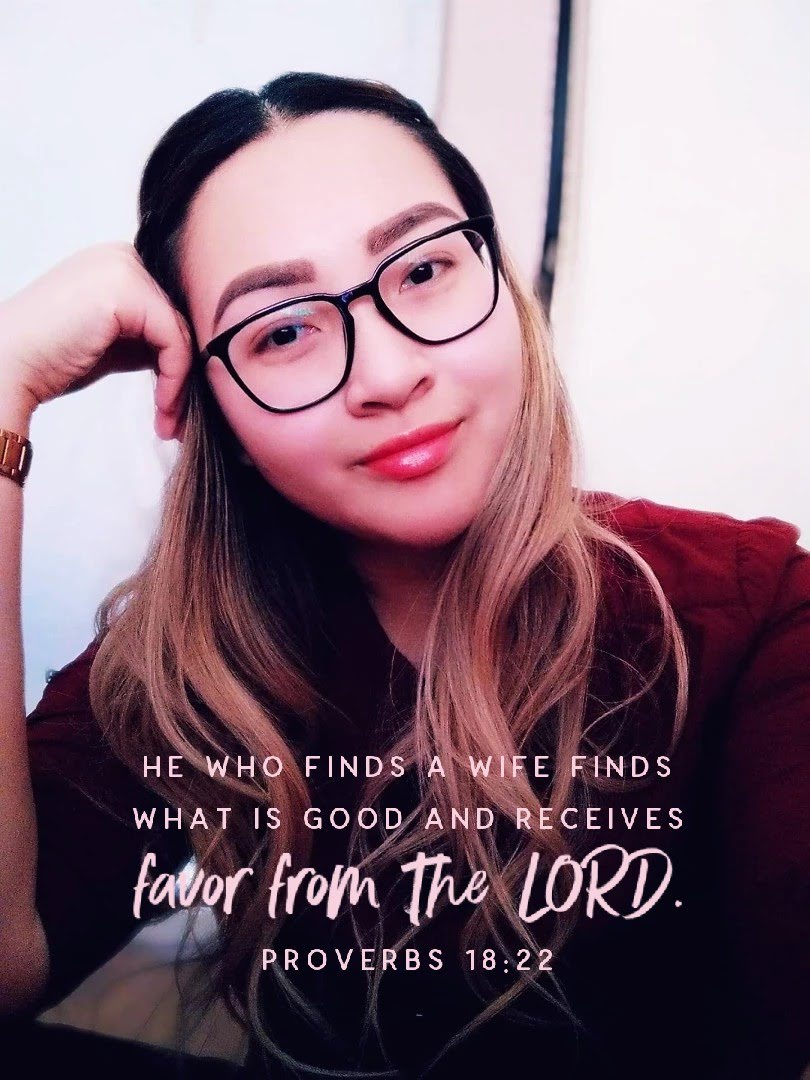 HE WHO FINDS A WIFE FINDS
WHAT IS GOOD AND RECEIVES
favor from the LORD.
PROVERBS 18:22